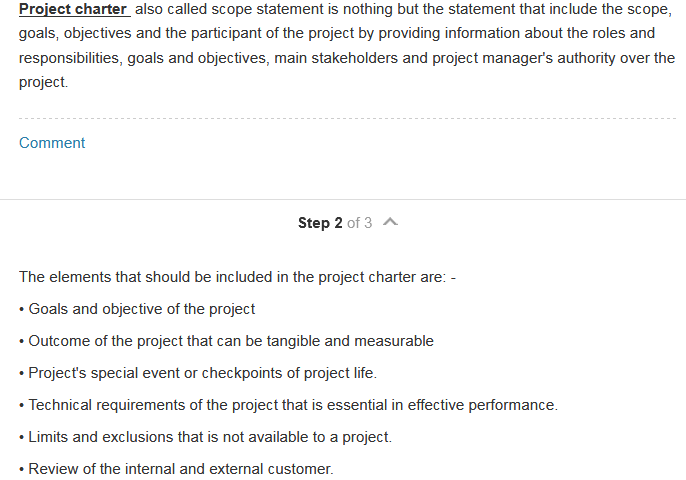 Project charter also called scope statement is nothing but the statement that include the scope,
goals, objectives and the participant of the project by providing information about the roles and
responsibilities, goals and objectives, main stakeholders and project manager's authority over the
project.
Comment
Step 2 of 3
The elements that should be included in the project charter are: -
• Goals and objective of the project
• Outcome of the project that can be tangible and measurable
• Project's special event or checkpoints of project life.
• Technical requirements of the project that is essential in effective performance.
• Limits and exclusions that is not available to a project.
• Review of the internal and external customer.